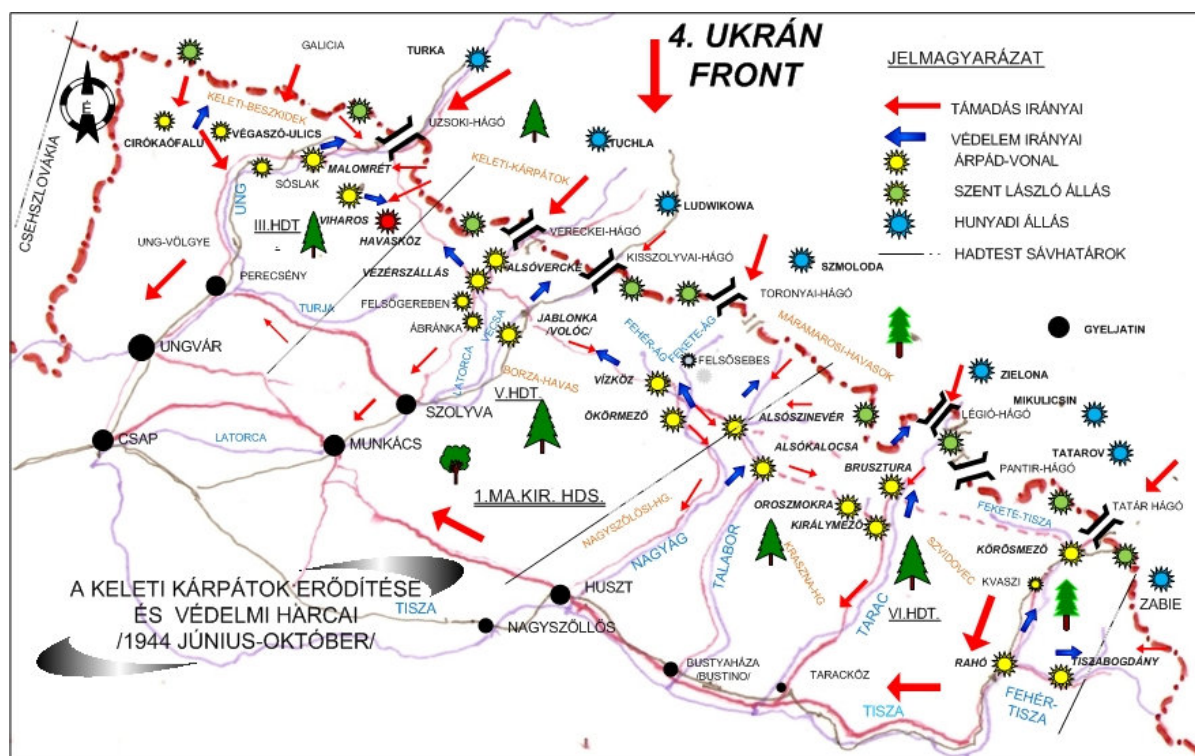 GALICIA
TURKA
4. UKRÁN
FRONT
JELMAGYARÁZAT
TÁMADÁS IRÁNYAI
VÉDELEM IRÁNYAI
ÁRPÁD-VONAL
SZENT LÁSZLÓ ÁLLÁS
HUNYADI ÁLLÁS
HADTEST SÁVHATÁROK
É
CSEHSZLOVÁKIA
KELETI-BESZKIDEK
CIRÓKAÓFALU
VÉGASZÓ-ULICS
UZSOKI-HÁGÓ
TUCHLA
MALOMRÉT
KELETI-KÁRPÁTOK
SÓSLAK
UNG
VIHAROS
HAVASKÖZ
III.HDT
LUDWIKOWA
UNG-VÖLGYE
VERECKEI-HÁGÓ
KISSZOLYVAI-HÁGÓ
ALSÓVERCKE
VEZÉRSZÁLLÁS
SZMOLODA
PERECSÉNY
FELSŐGEREBEN
TORONYAI-HÁGÓ
TURJA
ÁBRÁNKA
VECSA
JABLONKA
/VOLÓC/
FEHÉR-ÁG
FEKETE-ÁG
MÁRAMAROSI-HAVASOK
GYELJATIN
UNGVÁR
LATORCA
BORZA-HAVAS
FELSŐSEBES
VÍZKÖZ
ZIELONA
V.HDT.
SZOLYVA
ÖKÖRMEZŐ
ALSÓSZINEVÉR
LÉGIÓ-HÁGÓ
MIKULICSIN
CSAP
LATORCA
MUNKÁCS
ALSÓKALOCSA
TATAROV
BRUSZTURA
PANTIR-HÁGÓ
1.MA.KIR. HDS.
OROSZMOKRA
KIRÁLYMEZŐ
TATÁR HÁGÓ
NAGYSZŐLŐSI-HG.
NAGYÁG
TALABOR
KRASZNA-HG
FEKETE-TISZA
SZVIDOVEC
KŐRÖSMEZŐ
A KELETI KÁRPÁTOK ERŐDÍTÉSE
ÉS VÉDELMI HARCAI
/1944 JÚNIUS-OKTÓBER/
HUSZT
TISZA
NAGYSZŐLLŐS
TARAC
VI.HDT.
KVASZI
ZABIE
BUSTYAHÁZA
/BUSTINO/
TARACKÖZ
RAHÓ
TISZABOGDÁNY
TISZA
FEHÉR-
TISZA